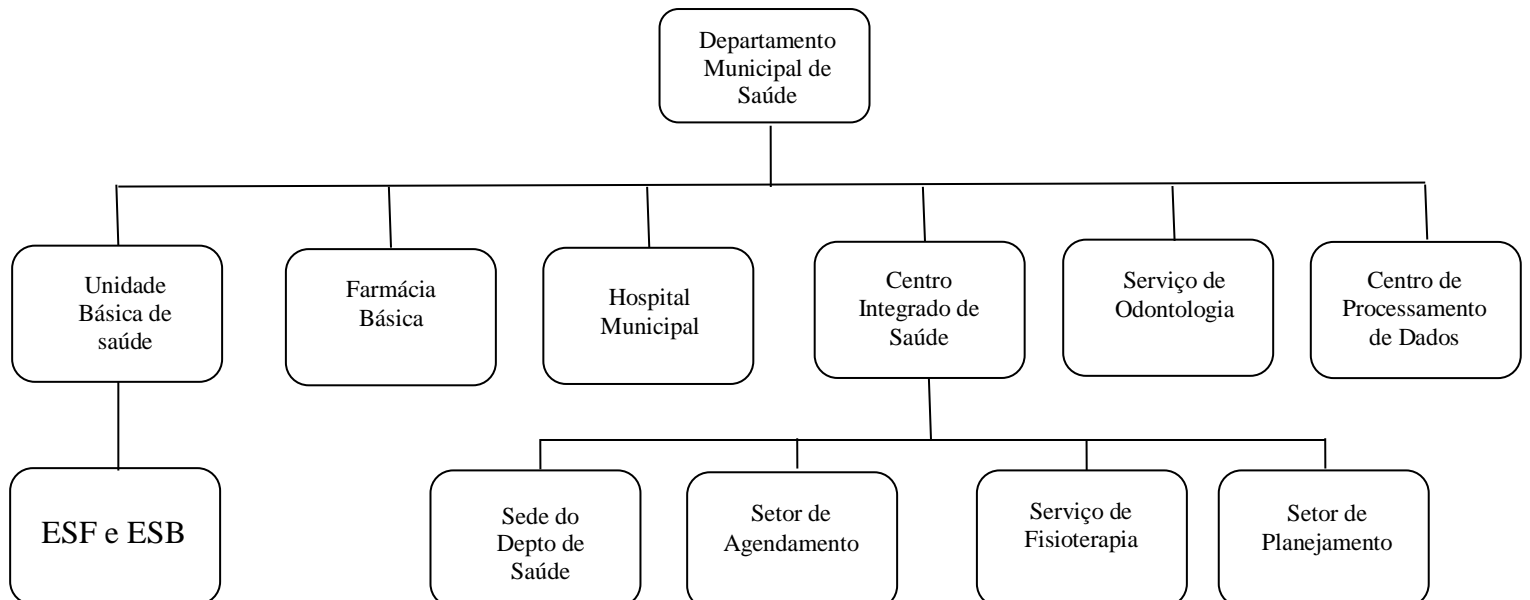 Departamento
Municipal de
Saúde
Unidade
Básica de
saúde
Farmácia
Básica
Hospital
Municipal
Centro
Integrado de
Saúde
Serviço de
Odontologia
Centro de
Processamento
de Dados
ESF e ESB
Sede do
Depto de
Saúde
Setor de
Agendamento
Serviço de
Fisioterapia
Setor de
Planejamento